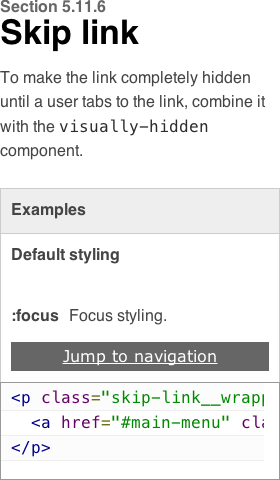 Section 5.11.6
Skip link
To make the link completely hidden
until a user tabs to the link, combine it
with the visually-hidden
component.
Examples
Default styling
:focus Focus styling.
Jump to navigation
<p class="skip-link__wrapp
<a href="#main-menu" cla
</p>